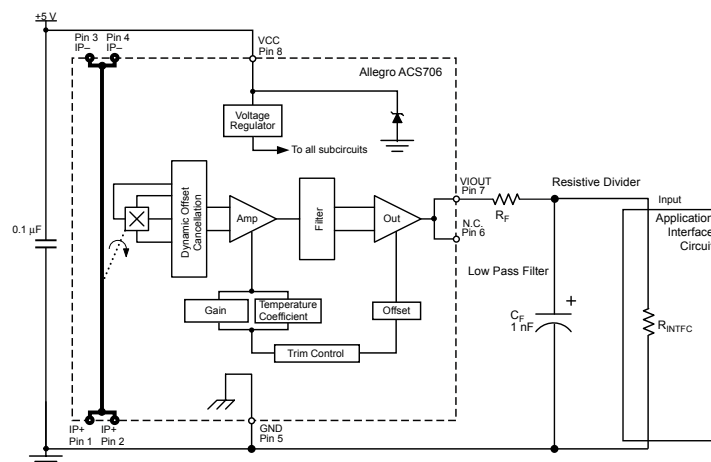 +5 V
Pin 3 Pin 4
IP– IP–
VCC
Pin 8
Allegro ACS706
Voltage
Regulator
To all subcircuits
0.1 μF
Dynamic Offset
Cancellation
Amp
Filter
Out
VIOUT
Pin 7
N.C.
Pin 6
RF
Resistive Divider
Input
Application
Interface
Circuit
Low Pass Filter
CF
1 nF
+
RINTFC
Gain
Temperature
Coefficient
Offset
Trim Control
IP+ IP+
Pin 1 Pin 2
GND
Pin 5